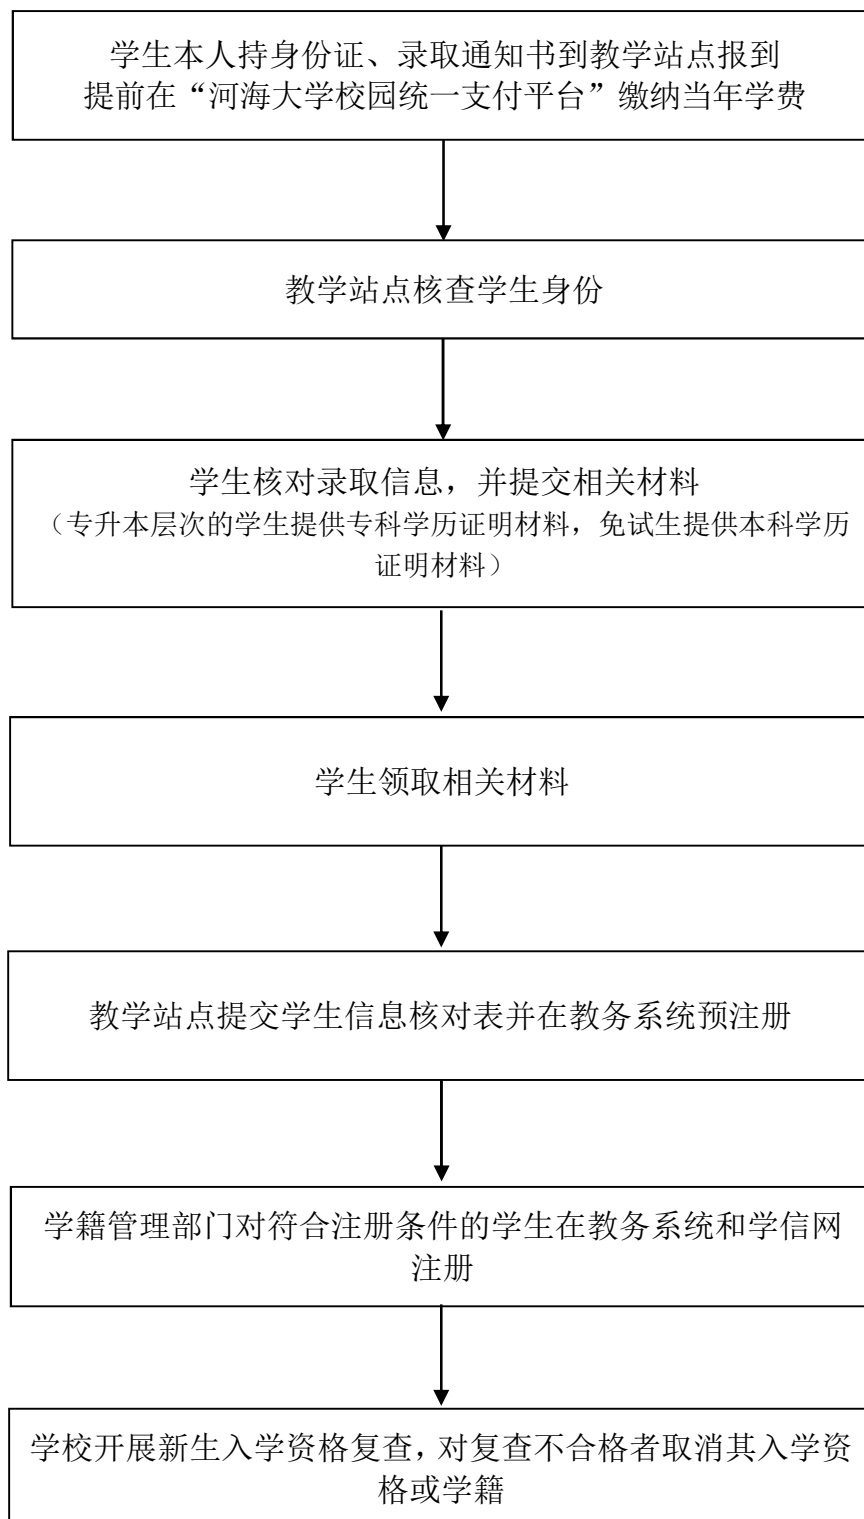 学生本人持身份证、录取通知书到教学站点报到
提前在“河海大学校园统一支付平台”缴纳当年学费
教学站点核查学生身份
学生核对录取信息，并提交相关材料
（专升本层次的学生提供专科学历证明材料，免试生提供本科学历
证明材料）
学生领取相关材料
教学站点提交学生信息核对表并在教务系统预注册
学籍管理部门对符合注册条件的学生在教务系统和学信网
注册
学校开展新生入学资格复查，对复查不合格者取消其入学资
格或学籍